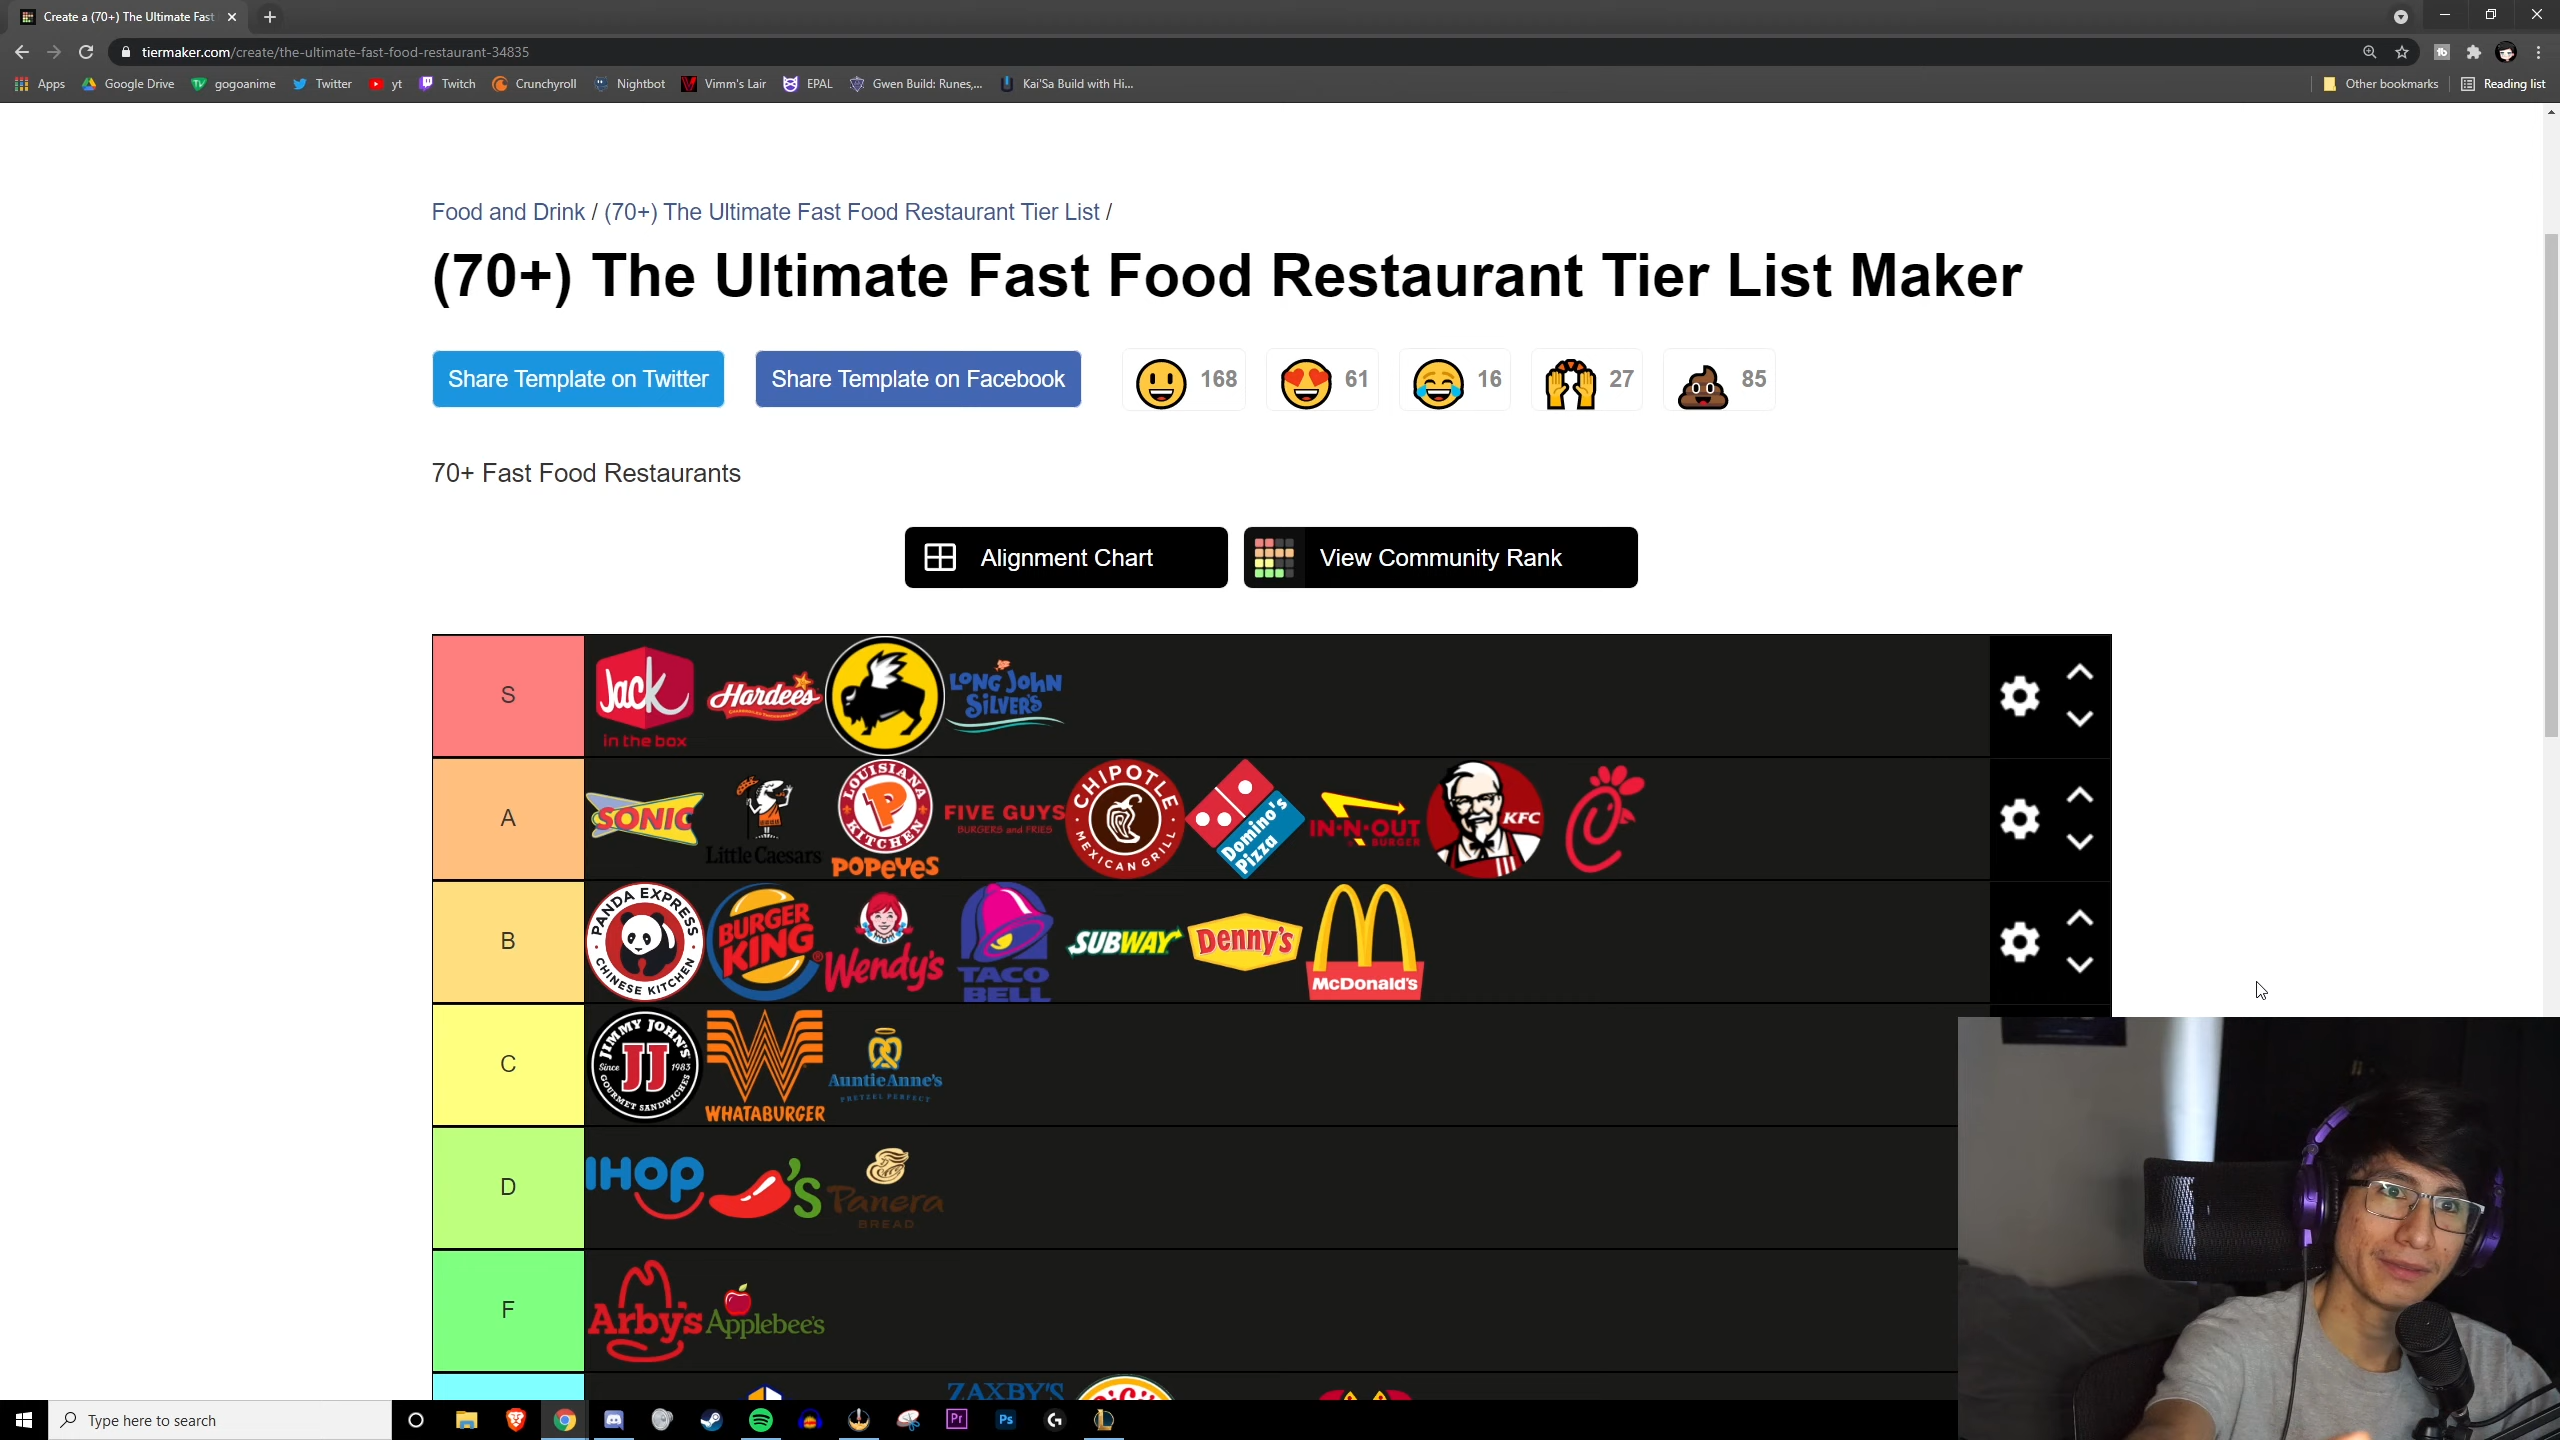 Create a (70+) The Ultimate Fast
tiermaker.com/create/the-ultimate-fast-food-restaurant-34835
Apps Google Drive gogoanime Twitter yt Twitch Crunchyroll Nightbot Vimm's Lair EPAL Gwen Build: Runes,... Kai'Sa Build with Hi... Other bookmarks Reading list
Food and Drink / (70+) The Ultimate Fast Food Restaurant Tier List /
(70+) The Ultimate Fast Food Restaurant Tier List Maker
Share Template on Twitter Share Template on Facebook 168 61 16 27 85
70+ Fast Food Restaurants
Alignment Chart View Community Rank
S
Jack
in the box
Hardee's
LONG JOHN
SILVER'S
A
SONIC
Little Caesars
LOUISIANA
P
KITCHEN
POPEYES
FIVE GUYS
BURGERS and FRIES
CHIPOTLE
MEXICAN GRILL
Domino's
Pizza
IN-N-OUT
BURGER
KFC
B
PANDA EXPRESS
CHINESE KITCHEN
BURGER
KING
Wendy's
TACO
BELL
SUBWAY
Denny's
McDonald's
C
JIMMY JOHN'S
Since JJ 1983
GOURMET SANDWICHES
WHATABURGER
Auntie Anne's
PRETZEL PERFECT
D
IHOP
's
Panera
BREAD
F
Arby's
Applebee's
ZAXBY'S
Type here to search
Pr
Ps